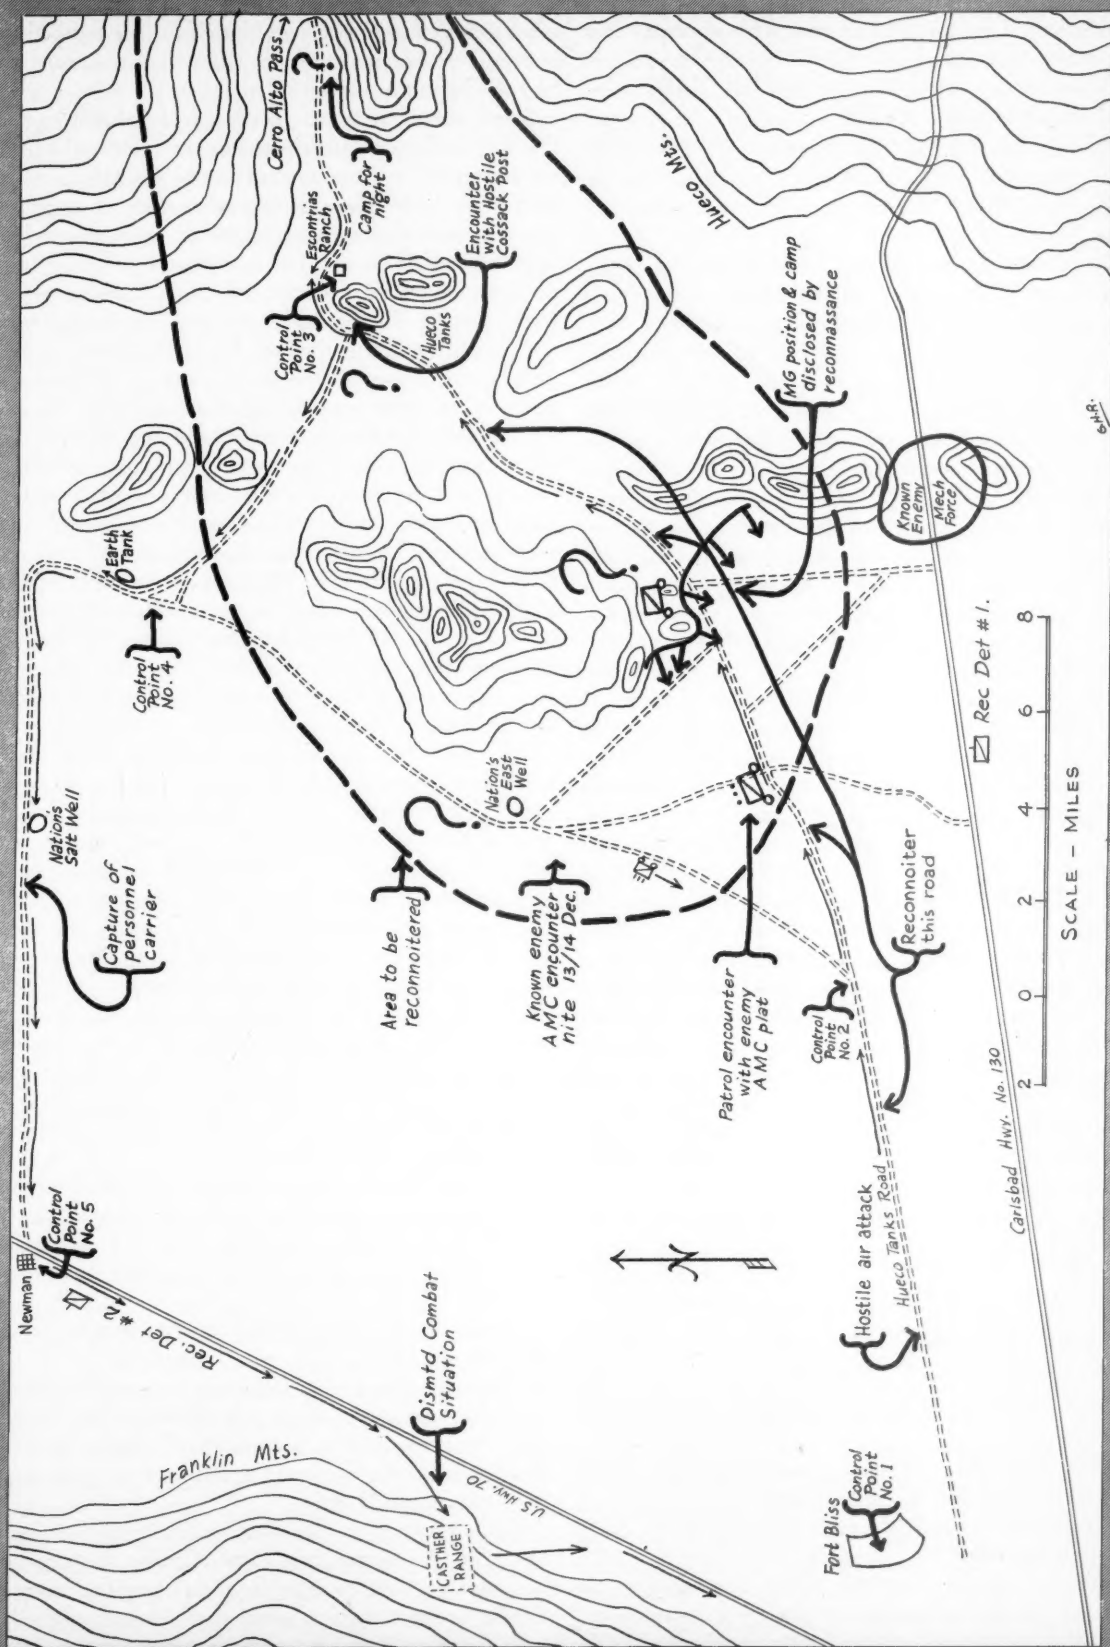 Newman
Control
Point
No. 5
Rec. Det #2
Franklin Mts.
CASTHER
RANGE
Dismtd Combat
Situation
U.S Hwy. 70
Fort Bliss
Control
Point
No. 1
Hostile air attack
Hueco Tanks Road
Capture of
personnel
carrier
Nations
Salt Well
Area to be
reconnoitered
Known enemy
AMC encounter
nite 13/14 Dec.
Patrol encounter
with enemy
AMC plat
Control
Point
No. 2
Reconnoiter
this road
Carlsbad Hwy. No. 130
2 0 2 4 6 8
SCALE - MILES
Rec Det #1.
Control
Point
No. 4
Earth
Tank
?
Nation's
East
Well
?
Known
Enemy
Mech
Force
MG position & camp
disclosed by
reconnassance
?
Control
Point
No. 3
Escontrias
Ranch
Hueco
Tanks
Encounter
with Hostile
Cossack Post
Camp for
night
?
Cerro Alto Pass
Hueco Mts.
G.H.R.
N